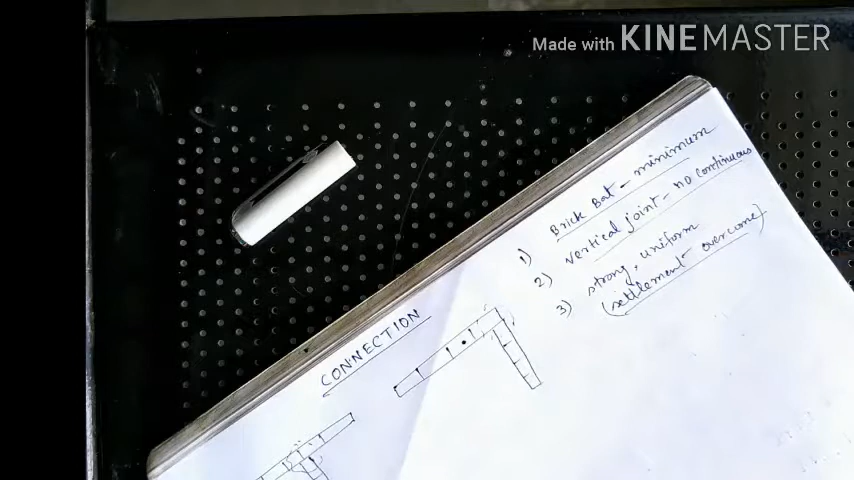 Made with KINEMASTER
1) Brick Bat - minimum
2) vertical joint - no continuous
3) strong, uniform
(settlement overcome)
CONNECTION